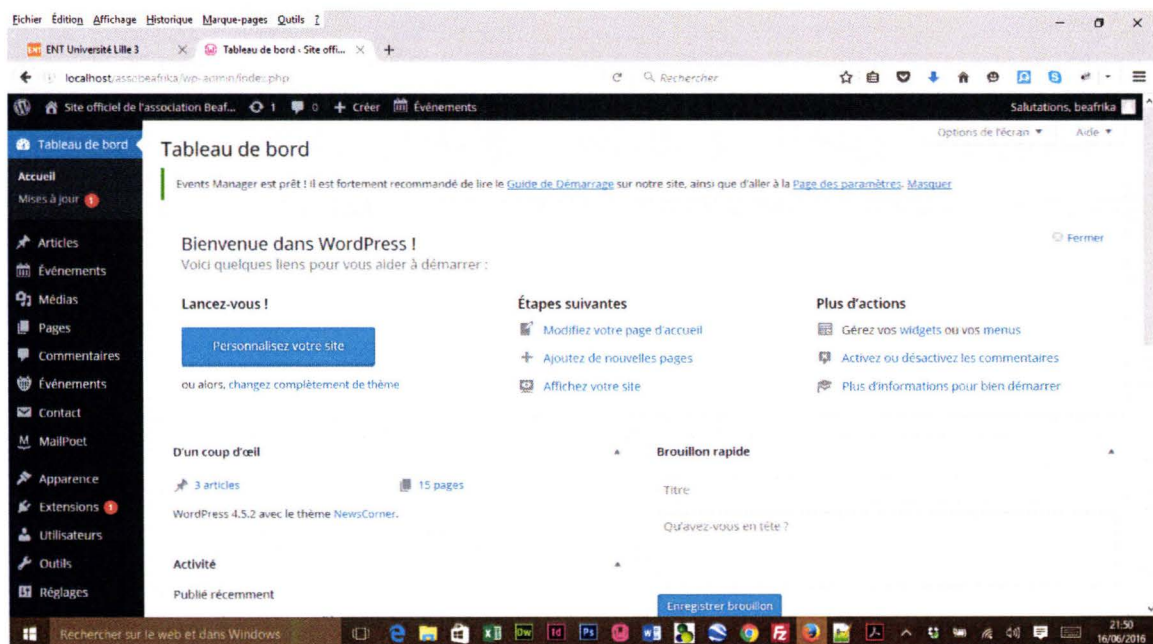 Fichier Édition Affichage Historique Marque-pages Outils ?
ENT Université Lille 3 × Tableau de bord ‹ Site offi... × +
localhost/assobeafrika/wp-admin/index.php Rechercher
Site officiel de l'association Beaf... 1 0 + Créer Événements Salutations, beafrika
Options de l'écran ▼ Aide ▼
Tableau de bord
Accueil
Mises à jour 1
Articles
Événements
Médias
Pages
Commentaires
Événements
Contact
MailPoet
Apparence
Extensions 1
Utilisateurs
Outils
Réglages
Tableau de bord
Events Manager est prêt ! Il est fortement recommandé de lire le Guide de Démarrage sur notre site, ainsi que d'aller à la Page des paramètres. Masquer
Bienvenue dans WordPress !
Fermer
Voici quelques liens pour vous aider à démarrer :
Lancez-vous !
Personnalisez votre site
ou alors, changez complètement de thème
Étapes suivantes
Modifiez votre page d'accueil
Ajoutez de nouvelles pages
Affichez votre site
Plus d'actions
Gérez vos widgets ou vos menus
Activez ou désactivez les commentaires
Plus d'informations pour bien démarrer
D'un coup d'œil
3 articles
15 pages
WordPress 4.5.2 avec le thème NewsCorner.
Activité
Publié récemment
Brouillon rapide
Titre
Qu'avez-vous en tête ?
Enregistrer brouillon
Rechercher sur le web et dans Windows
Dw Id Ps
21:50
16/06/2016